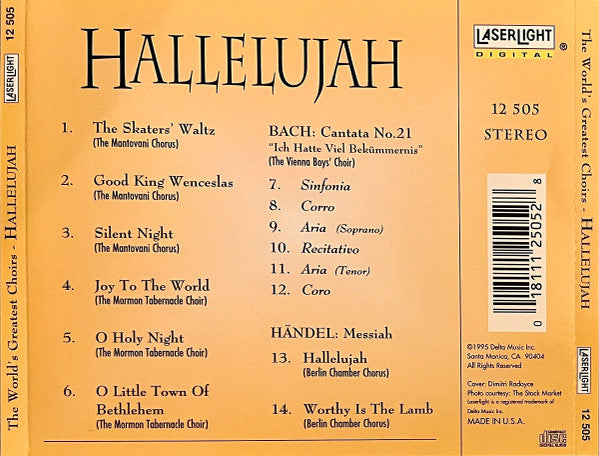 12 505
LASERLIGHT
The World's Greatest Choirs - HALLELUJAH
HALLELUJAH
1. The Skaters' Waltz
(The Mantovani Chorus)
2. Good King Wenceslas
(The Mantovani Chorus)
3. Silent Night
(The Mantovani Chorus)
4. Joy To The World
(The Mormon Tabernacle Choir)
5. O Holy Night
(The Mormon Tabernacle Choir)
6. O Little Town Of
Bethlehem
(The Mormon Tabernacle Choir)
BACH: Cantata No.21
"Ich Hatte Viel Bekümmernis"
(The Vienna Boys' Choir)
7. Sinfonia
8. Corro
9. Aria (Soprano)
10. Recitativo
11. Aria (Tenor)
12. Coro
HÄNDEL: Messiah
13. Hallelujah
(Berlin Chamber Chorus)
14. Worthy Is The Lamb
(Berlin Chamber Chorus)
LASERLIGHT
DIGITAL ®
12 505
STEREO
0 18111 25052 8
©1995 Delta Music Inc.
Santa Monica, CA. 90404
All Rights Reserved
Cover: Dimitri Radoyce
Photo courtesy: The Stock Market
Laserlight is a registered trademark of
Delta Music Inc.
MADE IN U.S.A.
COMPACT
disc
DIGITAL AUDIO
The World's Greatest Choirs - HALLELUJAH
LASERLIGHT
12 505